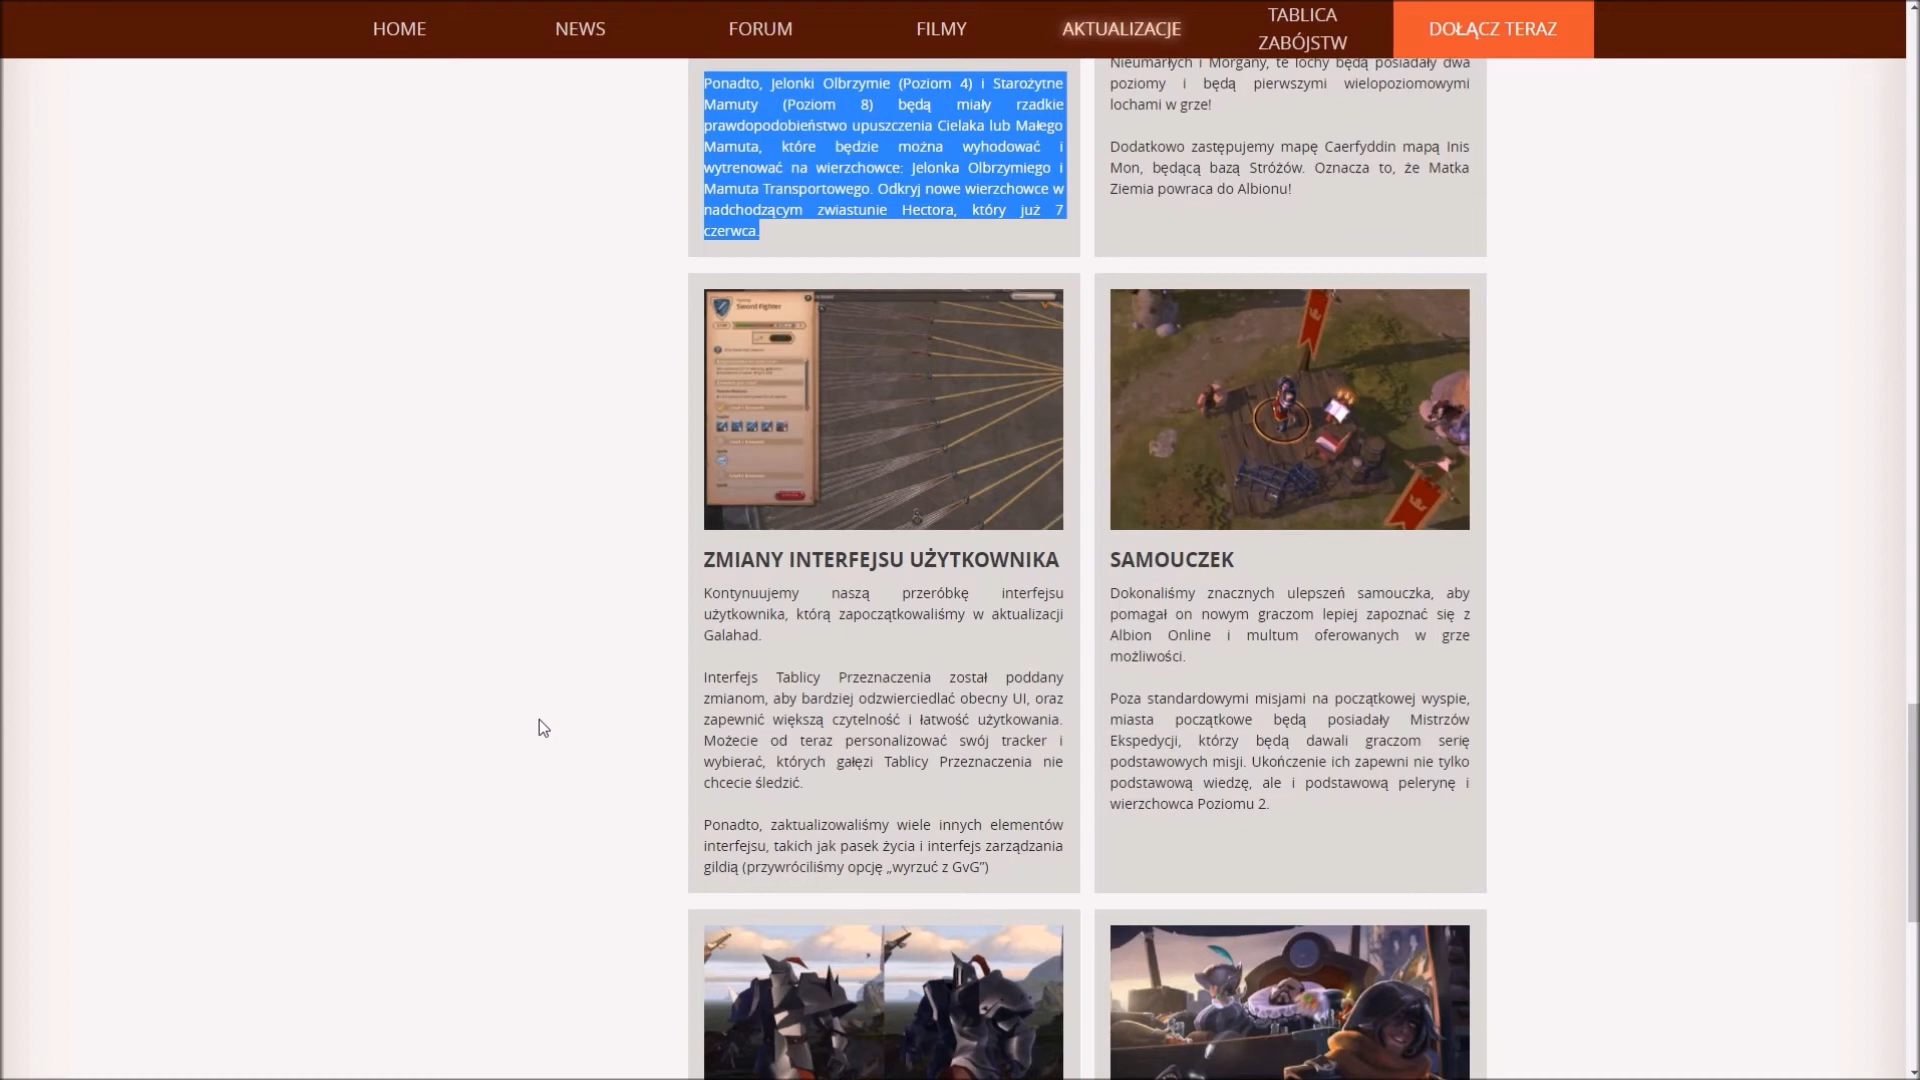 HOME
NEWS
FORUM
FILMY
AKTUALIZACJE
TABLICA
ZABÓJSTW
DOŁĄCZ TERAZ
Ponadto, Jelonki Olbrzymie (Poziom 4) i Starożytne
Mamuty (Poziom 8) będą miały rzadkie
prawdopodobieństwo upuszczenia Cielaka lub Małego
Mamuta, które będzie można wyhodować i
wytrenować na wierzchowce: Jelonka Olbrzymiego i
Mamuta Transportowego. Odkryj nowe wierzchowce w
nadchodzącym zwiastunie Hectora, który już 7
czerwca.
Nieumarłych i Morgany, te lochy będą posiadały dwa
poziomy i będą pierwszymi wielopoziomowymi
lochami w grze!
Dodatkowo zastępujemy mapę Caerfyddin mapą Inis
Mon, będącą bazą Stróżów. Oznacza to, że Matka
Ziemia powraca do Albionu!
Sword Fighter
ZMIANY INTERFEJSU UŻYTKOWNIKA
Kontynuujemy naszą przeróbkę interfejsu
użytkownika, którą zapoczątkowaliśmy w aktualizacji
Galahad.
Interfejs Tablicy Przeznaczenia został poddany
zmianom, aby bardziej odzwierciedlać obecny UI, oraz
zapewnić większą czytelność i łatwość użytkowania.
Możecie od teraz personalizować swój tracker i
wybierać, których gałęzi Tablicy Przeznaczenia nie
chcecie śledzić.
Ponadto, zaktualizowaliśmy wiele innych elementów
interfejsu, takich jak pasek życia i interfejs zarządzania
gildią (przywróciliśmy opcję „wyrzuć z GvG”)
SAMOUCZEK
Dokonaliśmy znacznych ulepszeń samouczka, aby
pomagał on nowym graczom lepiej zapoznać się z
Albion Online i multum oferowanych w grze
możliwości.
Poza standardowymi misjami na początkowej wyspie,
miasta początkowe będą posiadały Mistrzów
Ekspedycji, którzy będą dawali graczom serię
podstawowych misji. Ukończenie ich zapewni nie tylko
podstawową wiedzę, ale i podstawową pelerynę i
wierzchowca Poziomu 2.